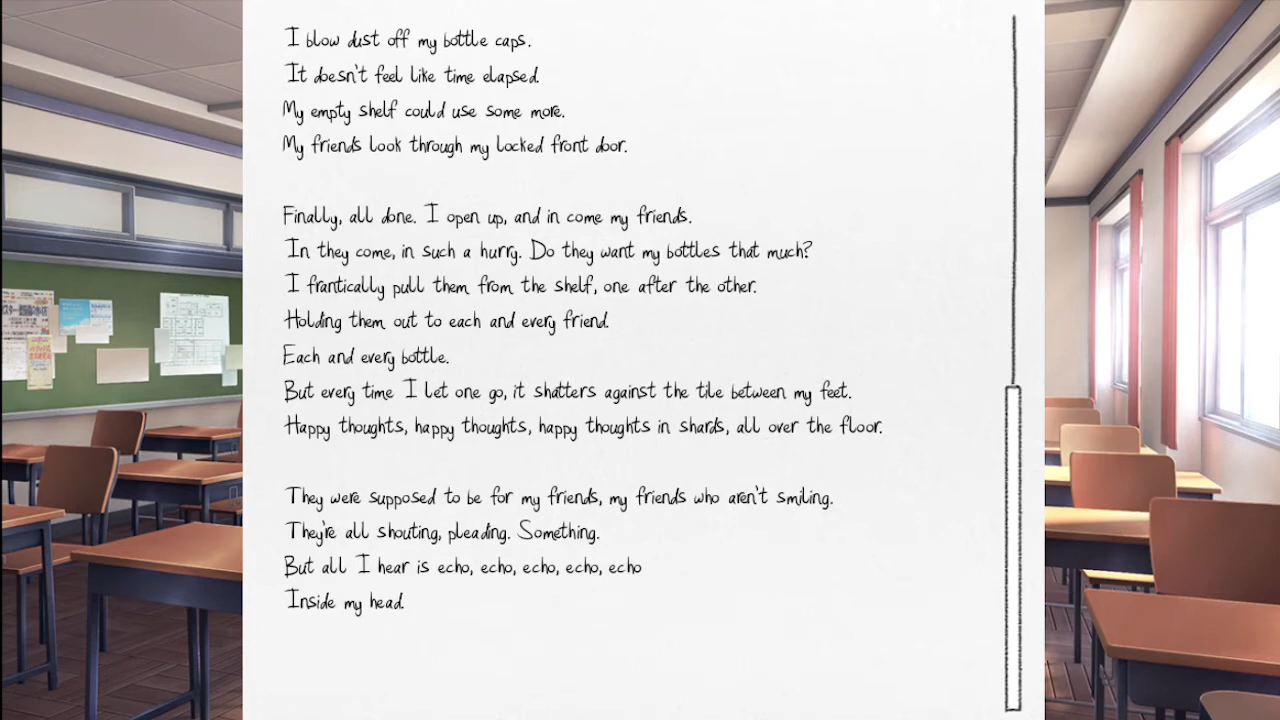 I blow dust off my bottle caps.
It doesn't feel like time elapsed.
My empty shelf could use some more.
My friends look through my locked front door.
Finally, all done. I open up, and in come my friends.
In they come, in such a hurry. Do they want my bottles that much?
I frantically pull them from the shelf, one after the other.
Holding them out to each and every friend.
Each and every bottle.
But every time I let one go, it shatters against the tile between my feet.
Happy thoughts, happy thoughts, happy thoughts in shards, all over the floor.
They were supposed to be for my friends, my friends who aren't smiling.
They're all shouting, pleading. Something.
But all I hear is echo, echo, echo, echo, echo
Inside my head.